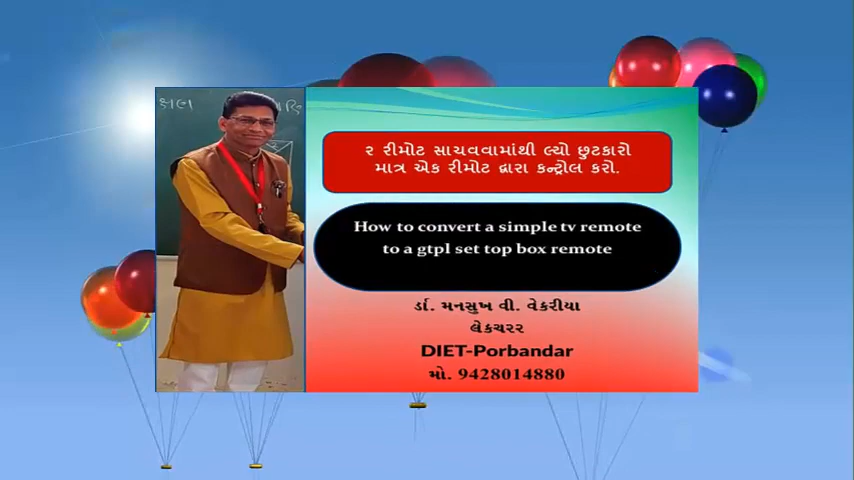 ક્ષણ
૨ રીમોટ સાચવવામાંથી લ્યો છુટકારો
માત્ર એક રીમોટ દ્વારા કન્ટ્રોલ કરો.
How to convert a simple tv remote
to a gtpl set top box remote
ર્ડા. મનસુખ વી. વેકરીયા
લેકચરર
DIET-Porbandar
મો. 9428014880